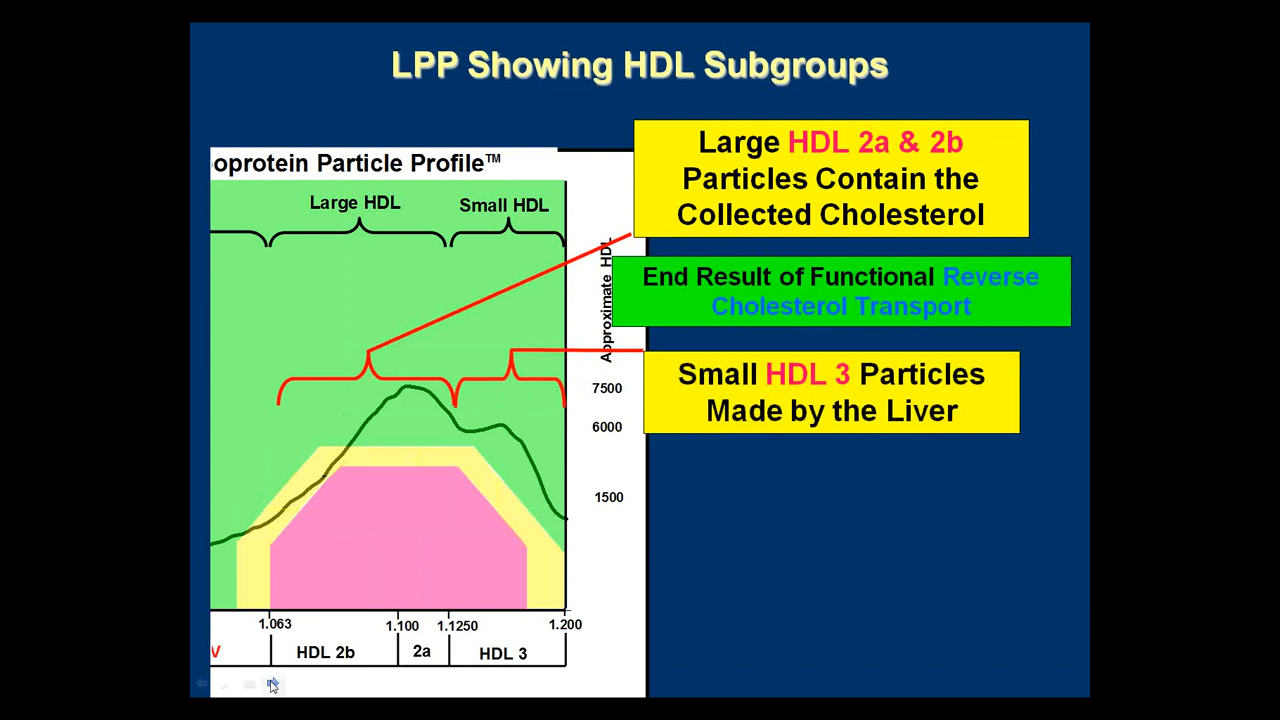 LPP Showing HDL Subgroups
oprotein Particle Profile™
Large HDL
Small HDL
Large HDL 2a & 2b
Particles Contain the
Collected Cholesterol
End Result of Functional Reverse
Cholesterol Transport
Small HDL 3 Particles
Made by the Liver
Approximate HDL
7500
6000
1500
1.063
1.100
1.1250
1.200
V
HDL 2b
2a
HDL 3